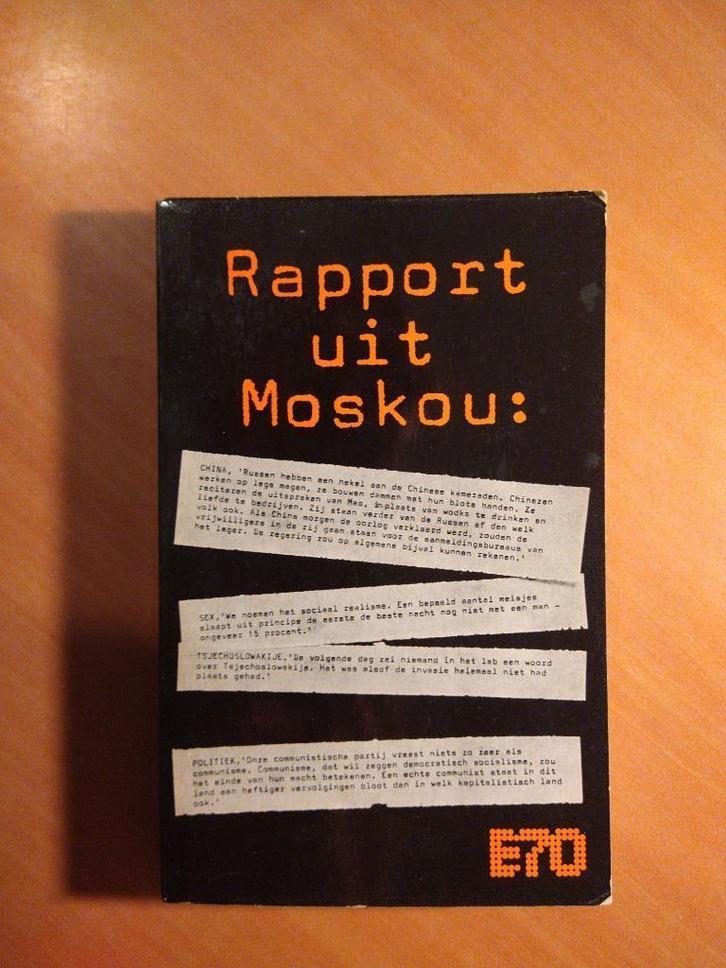 Rapport
uit
Moskou:
CHINA, 'Russen hebben een hekel aan de Chinese kameraden. Chinezen
werken op lege magen, ze bouwen dammen met hun blote handen. Ze
reciteren de uitspraken van Mao, inplaats van wodka te drinken en
liefde te bedrijven. Zij staan verder van de Russen af dan welk
volk ook. Als China morgen de oorlog verklaard werd, zouden de
vrijwilligers in de rij gaan staan voor de aanmeldingsbureaus van
het leger. De regering zou op algemene bijval kunnen rekenen.'
SEX,'We noemen het sociaal realisme. Een bepaald aantal meisjes
slaapt uit principe de eerste de beste nacht nog niet met een man -
ongeveer 15 procent.'
TSJECHOSLOWAKIJE,'De volgende dag zei niemand in het lab een woord
over Tsjechoslowakije. Het was alsof de invasie helemaal niet had
plaats gehad.'
POLITIEK,'Onze communistische partij vreest niets zo zeer als
communisme. Communisme, dat wil zeggen democratisch socialisme, zou
het einde van hun macht betekenen. Een echte communist staat in dit
land aan heftiger vervolgingen bloot dan in welk kapitalistisch land
ook.'
E70